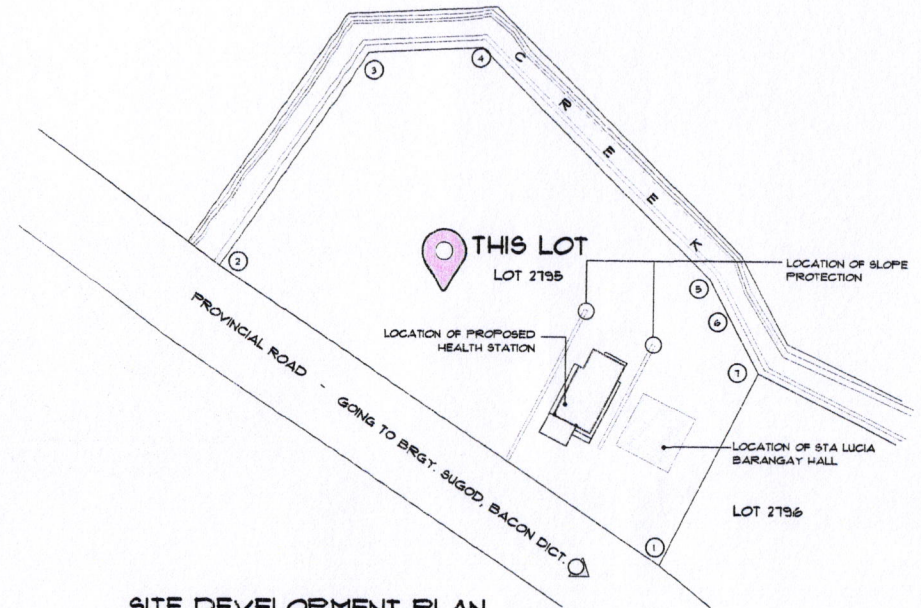 3
4
C R E E K
THIS LOT
LOT 2795
2
LOCATION OF SLOPE
PROTECTION
5
6
LOCATION OF PROPOSED
HEALTH STATION
7
PROVINCIAL ROAD - GOING TO BRGY. SUGOD, BACON DICT.
LOCATION OF STA LUCIA
BARANGAY HALL
LOT 2796
1
SITE DEVELOPMENT PLAN